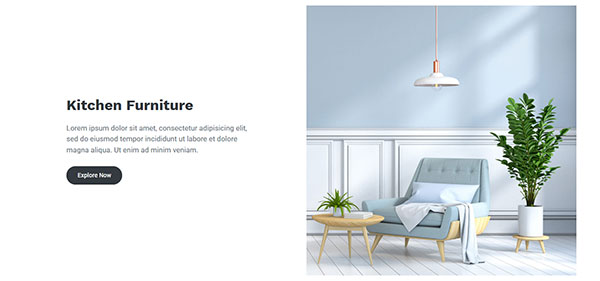 Kitchen Furniture
Lorem ipsum dolor sit amet, consectetur adipisicing elit,
sed do eiusmod tempor incididunt ut labore et dolore
magna aliqua. Ut enim ad minim veniam.
Explore Now